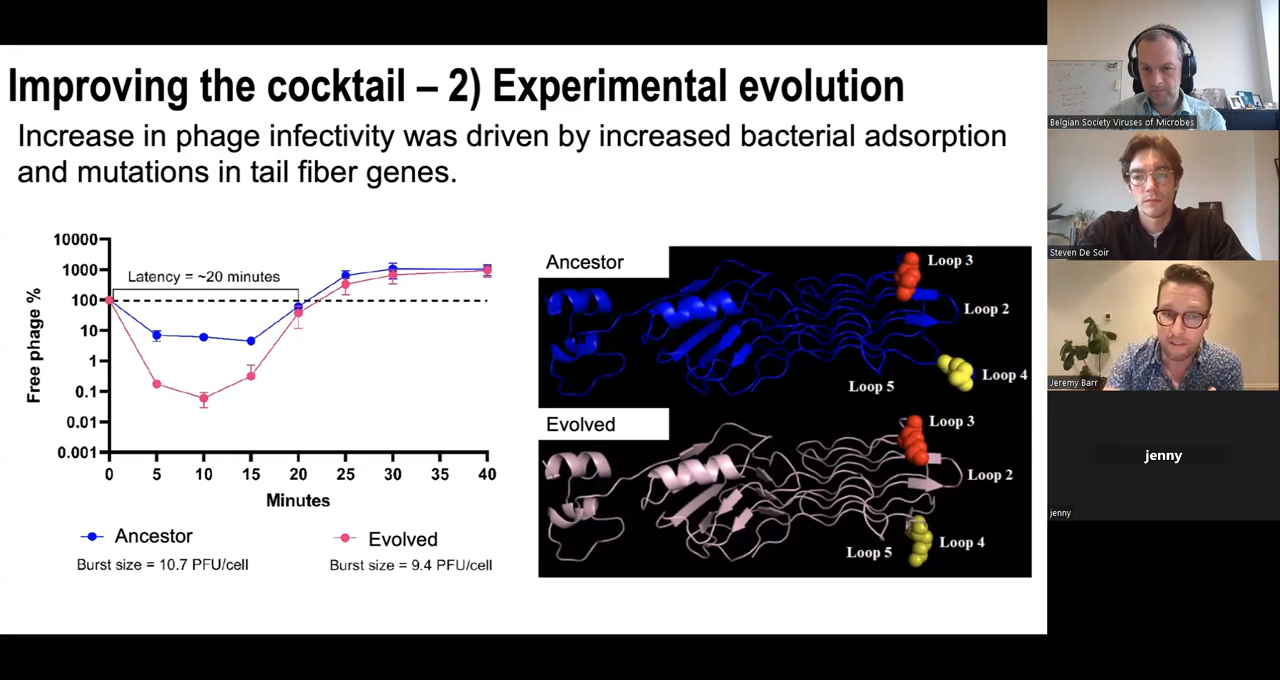 Improving the cocktail – 2) Experimental evolution
Increase in phage infectivity was driven by increased bacterial adsorption
and mutations in tail fiber genes.
Free phage %
10000
1000
100
10
1
0.1
0.01
0.001
Latency = ~20 minutes
0 5 10 15 20 25 30 35 40
Minutes
Ancestor
Burst size = 10.7 PFU/cell
Evolved
Burst size = 9.4 PFU/cell
Ancestor
Loop 3
Loop 2
Loop 4
Loop 5
Evolved
Loop 3
Loop 2
Loop 4
Loop 5
Belgian Society Viruses of Microbes
Steven De Soir
Jeremy Barr
jenny
jenny